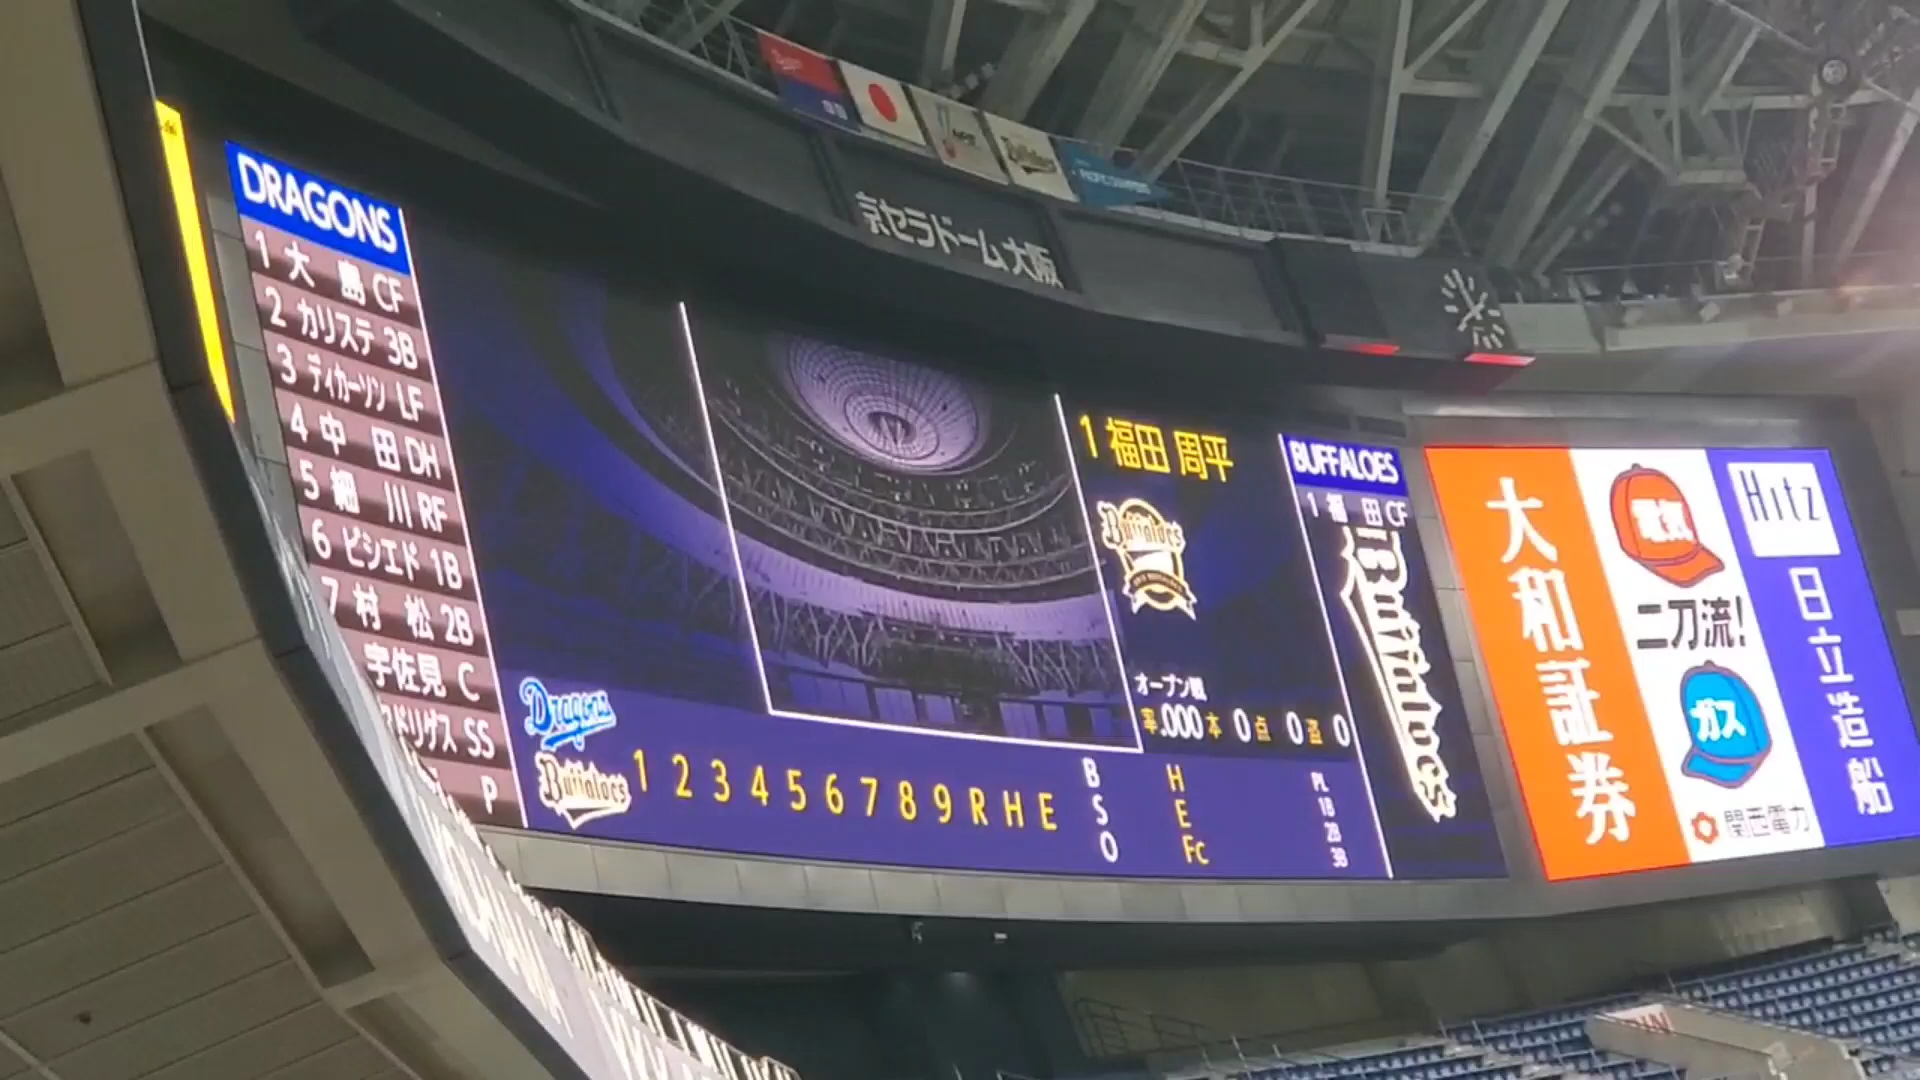 京セラドーム大阪
DRAGONS
1 大島 CF
2 カリステ 3B
3 ディカーソン LF
4 中田 DH
5 細川 RF
6 ビシエド 1B
7 村松 2B
宇佐見 C
ドリゲス SS
P
1 福田 周平
Buffaloes
オープン戦
率.000 本 0 点 0 盗 0
BUFFALOES
1 福田 CF
Buffaloes
Dragons
Buffaloes
1 2 3 4 5 6 7 8 9 R H E
B
S
O
H
E
Fc
PL
1B
2B
3B
大和証券
電気
二刀流!
ガス
関西電力
Hitz
日立造船
Buffaloes